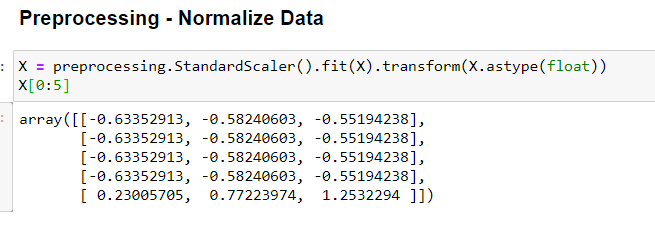 Preprocessing - Normalize Data
: X = preprocessing.StandardScaler().fit(X).transform(X.astype(float))
X[0:5]
: array([[-0.63352913, -0.58240603, -0.55194238],
[-0.63352913, -0.58240603, -0.55194238],
[-0.63352913, -0.58240603, -0.55194238],
[-0.63352913, -0.58240603, -0.55194238],
[ 0.23005705,  0.77223974,  1.2532294 ]])